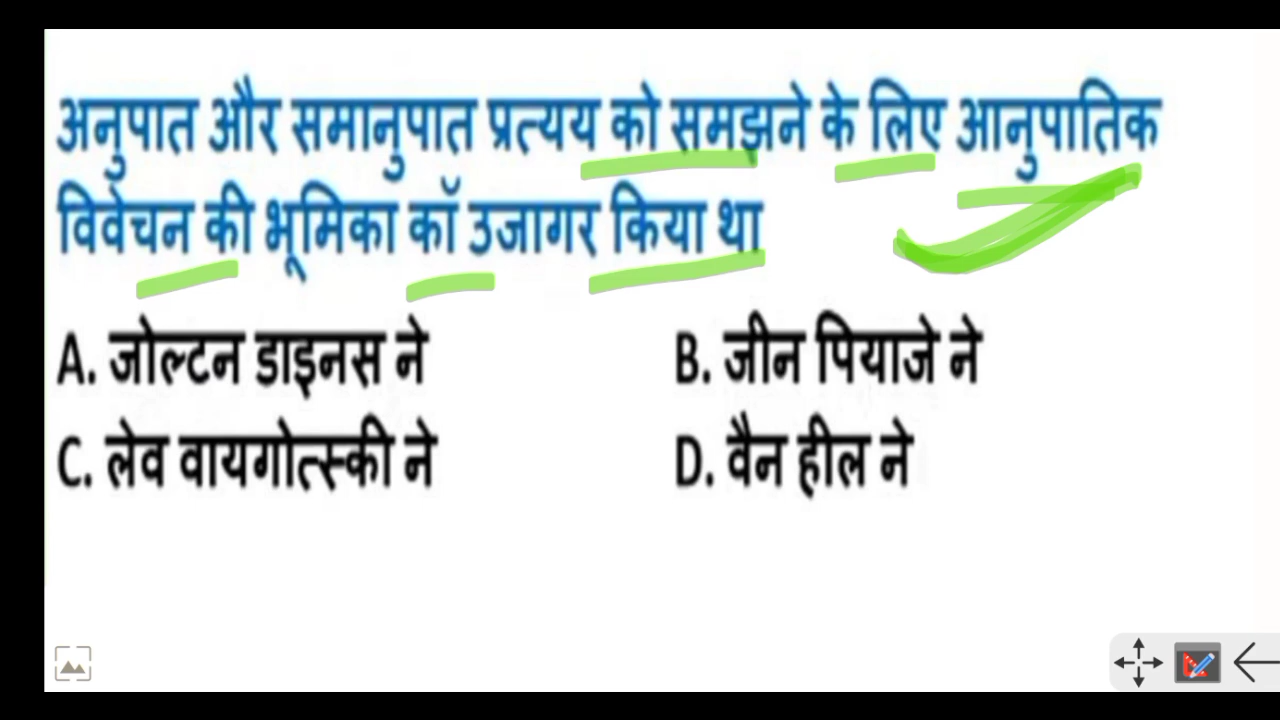 अनुपात और समानुपात प्रत्यय को समझने के लिए आनुपातिक
विवेचन की भूमिका कॉ उजागर किया था
A. जोल्टन डाइनस ने B. जीन पियाजे ने
C. लेव वायगोत्स्की ने D. वैन हील ने